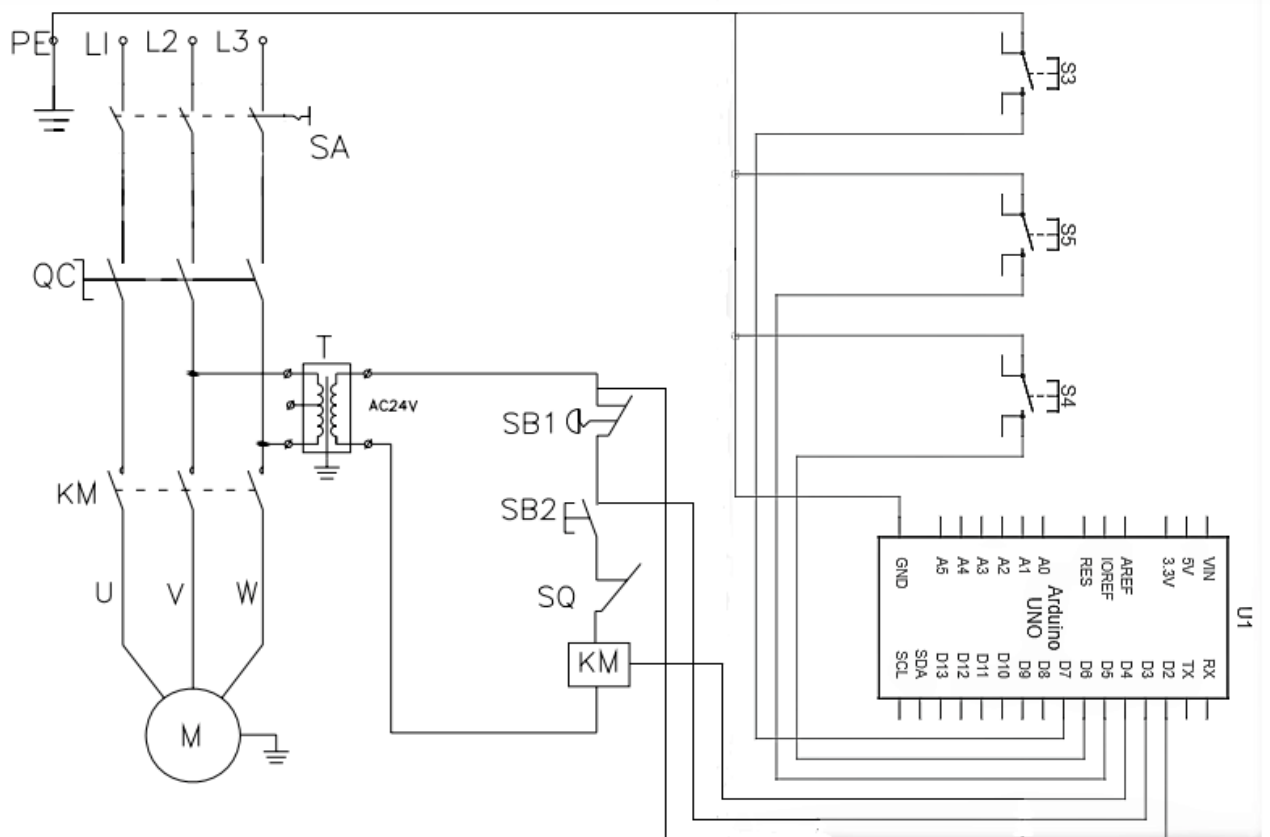 PE L1 L2 L3
S3
SA
S5
QC
T
AC24V
S4
SB1
KM
SB2
GND A5 A4 A3 A2 A1 A0 RES IOREF AREF 3.3V 5V VIN
Arduino
UNO
U1
U V W
SQ
SCL SDA D13 D12 D11 D10 D9 D8 D7 D6 D5 D4 D3 D2 TX RX
KM
M